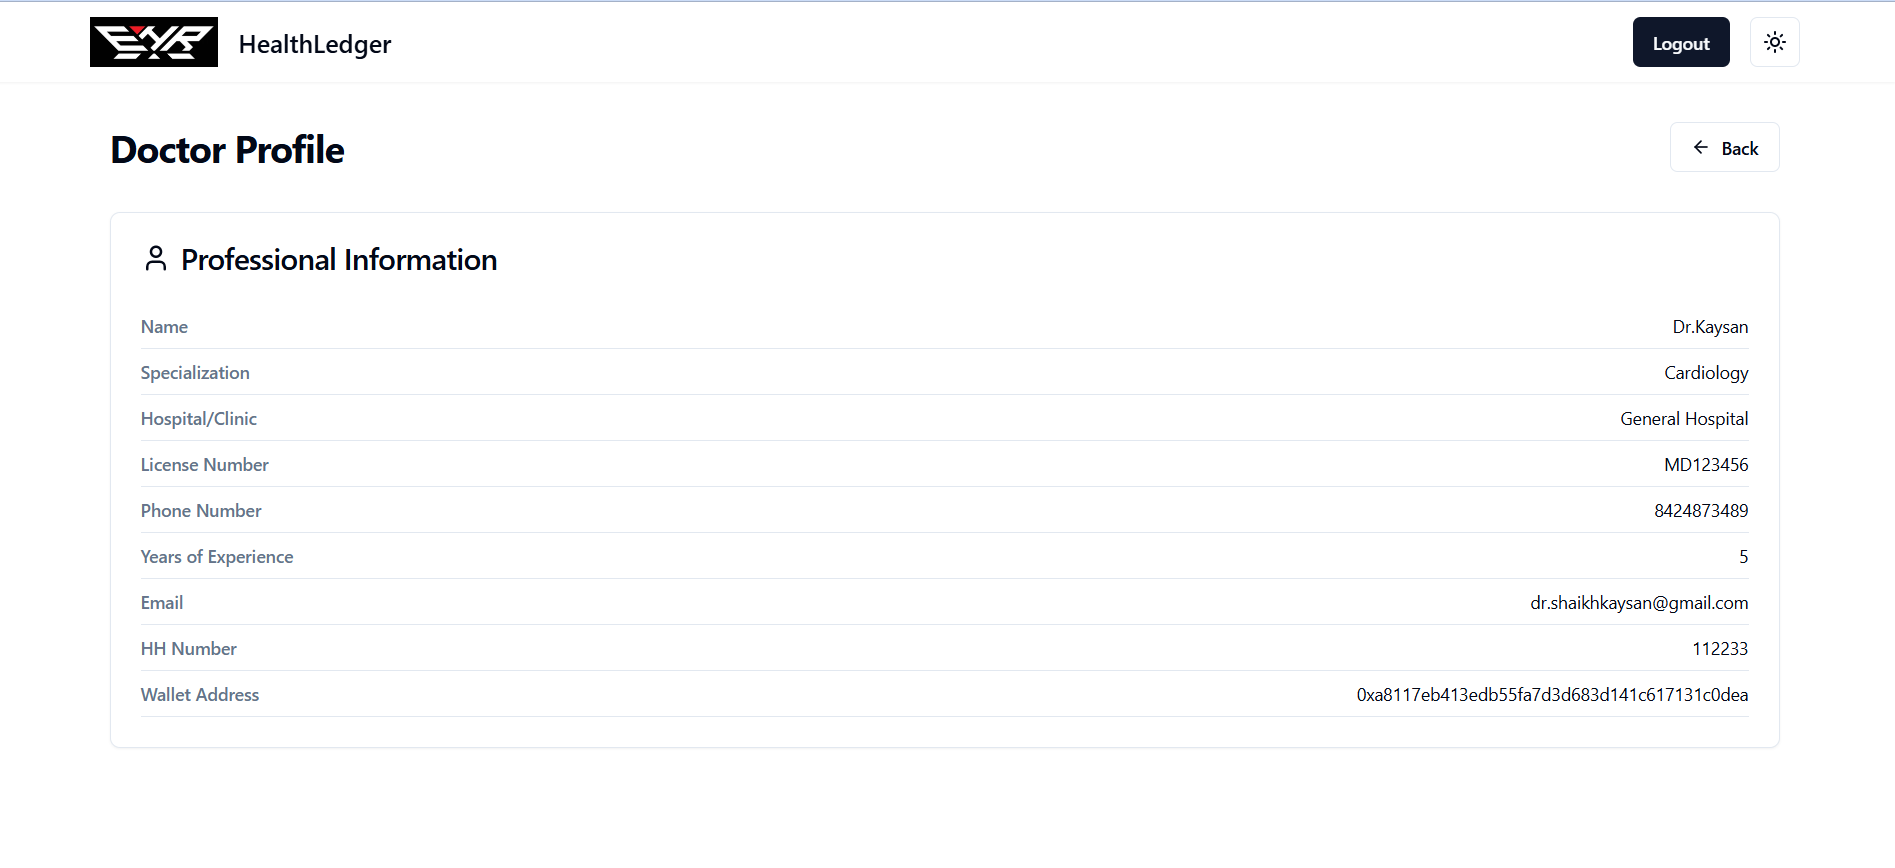 HealthLedger
Logout
Doctor Profile
Back
Professional Information
Name Dr.Kaysan
Specialization Cardiology
Hospital/Clinic General Hospital
License Number MD123456
Phone Number 8424873489
Years of Experience 5
Email dr.shaikhkaysan@gmail.com
HH Number 112233
Wallet Address 0xa8117eb413edb55fa7d3d683d141c617131c0dea